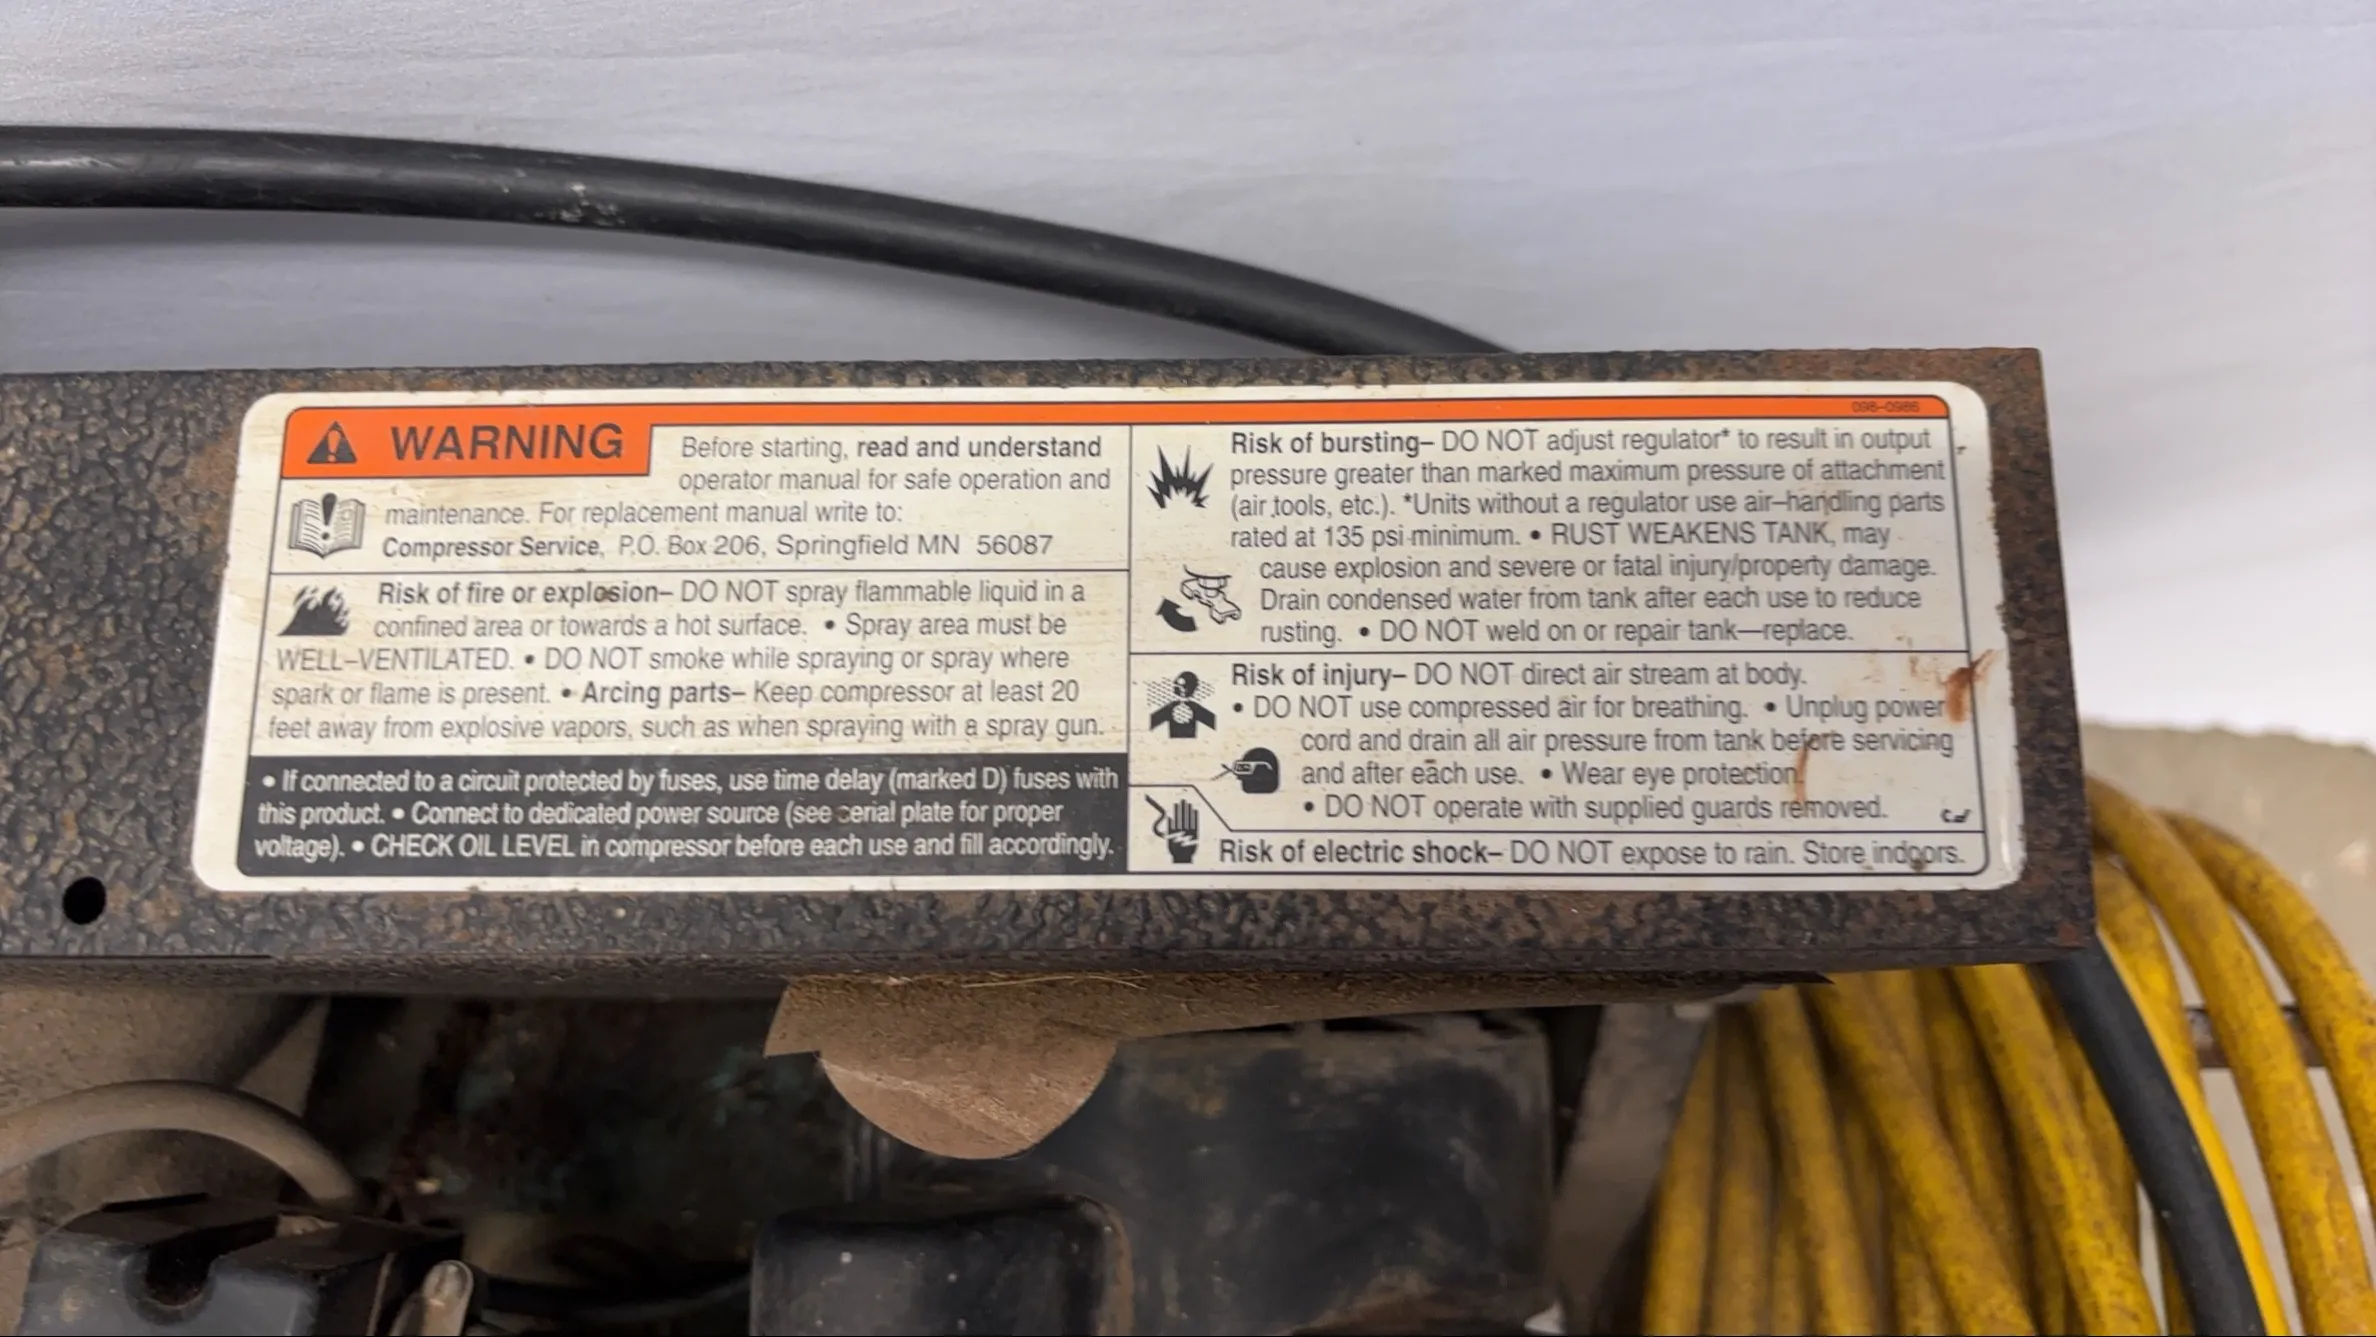 WARNING
Before starting, read and understand
operator manual for safe operation and
maintenance. For replacement manual write to:
Compressor Service, P.O. Box 206, Springfield MN 56087
Risk of fire or explosion– DO NOT spray flammable liquid in a
confined area or towards a hot surface. • Spray area must be
WELL–VENTILATED. • DO NOT smoke while spraying or spray where
spark or flame is present. • Arcing parts– Keep compressor at least 20
feet away from explosive vapors, such as when spraying with a spray gun.
• If connected to a circuit protected by fuses, use time delay (marked D) fuses with
this product. • Connect to dedicated power source (see serial plate for proper
voltage). • CHECK OIL LEVEL in compressor before each use and fill accordingly.
098–0986
Risk of bursting– DO NOT adjust regulator* to result in output
pressure greater than marked maximum pressure of attachment
(air tools, etc.). *Units without a regulator use air–handling parts
rated at 135 psi minimum. • RUST WEAKENS TANK, may
cause explosion and severe or fatal injury/property damage.
Drain condensed water from tank after each use to reduce
rusting. • DO NOT weld on or repair tank—replace.
Risk of injury– DO NOT direct air stream at body.
• DO NOT use compressed air for breathing. • Unplug power
cord and drain all air pressure from tank before servicing
and after each use. • Wear eye protection.
• DO NOT operate with supplied guards removed.
Risk of electric shock– DO NOT expose to rain. Store indoors.